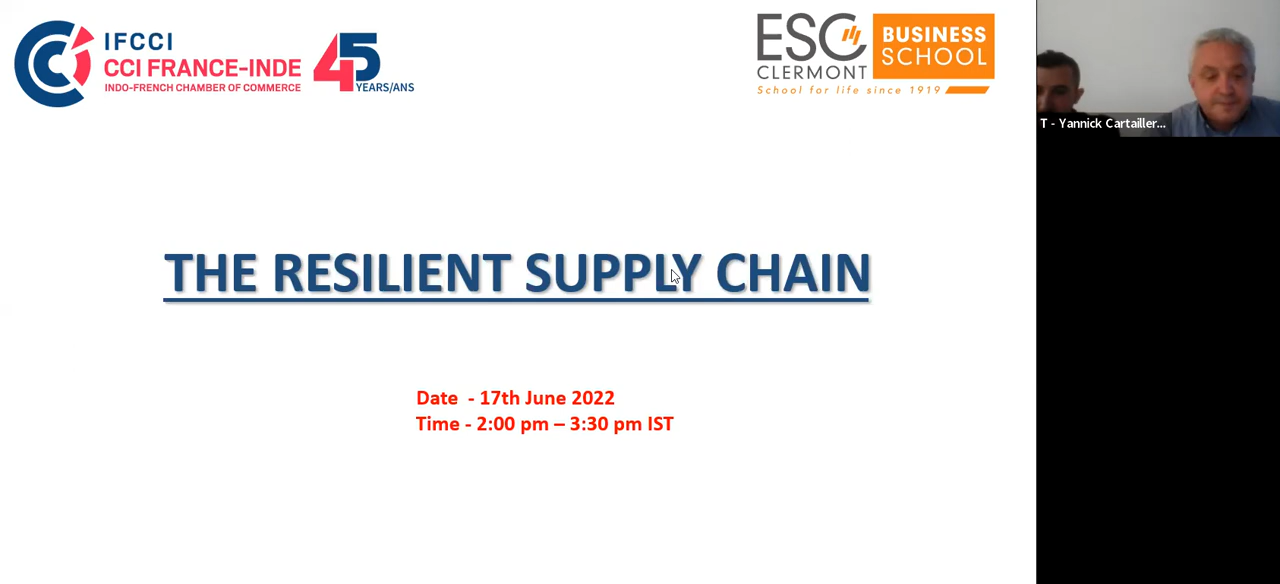 IFCCI
CCI FRANCE-INDE
INDO-FRENCH CHAMBER OF COMMERCE
45
YEARS/ANS
ESC
CLERMONT
BUSINESS
SCHOOL
School for life since 1919
T - Yannick Cartailler...
THE RESILIENT SUPPLY CHAIN
Date - 17th June 2022
Time - 2:00 pm – 3:30 pm IST